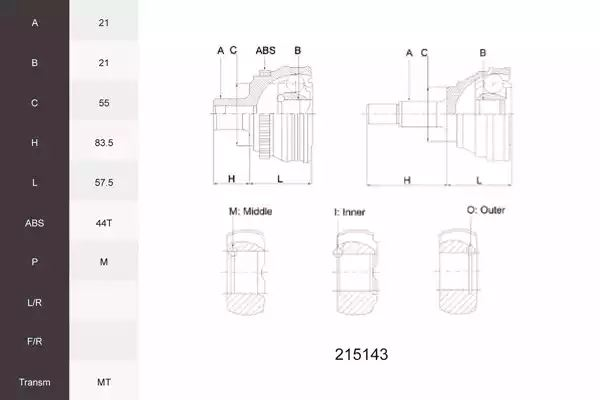 A 21
B 21
C 55
H 83.5
L 57.5
ABS 44T
P M
L/R
F/R
Transm MT
A C ABS B
A C B
H L
H L
M: Middle I: Inner O: Outer
215143